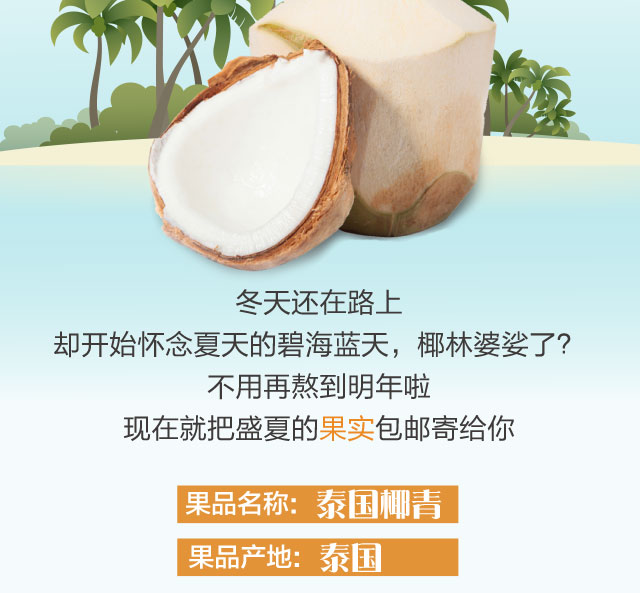 冬天还在路上
却开始怀念夏天的碧海蓝天，椰林婆娑了？
不用再熬到明年啦
现在就把盛夏的果实包邮寄给你
果品名称：泰国椰青
果品产地：泰国